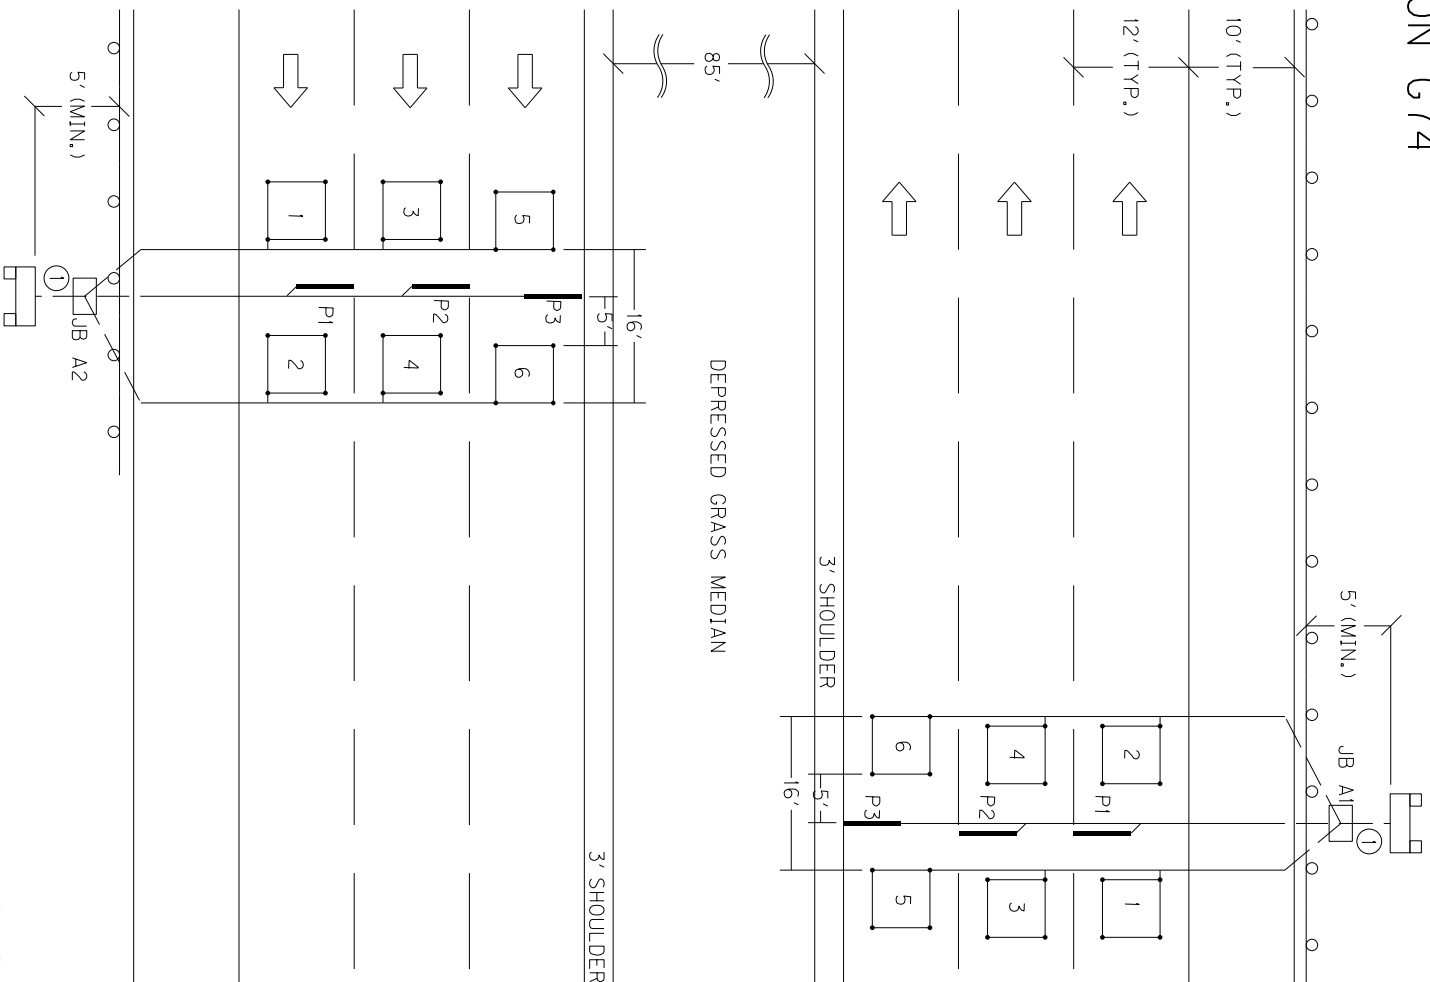 10' (TYP.)
12' (TYP.)
85'
5' (MIN.)
1
3
5
1
JB A2
P1
P2
P3
5'
16'
2
4
6
DEPRESSED GRASS MEDIAN
3' SHOULDER
3' SHOULDER
5' (MIN.)
JB A1
1
6
4
2
16'
5'
P3
P2
P1
5
3
1